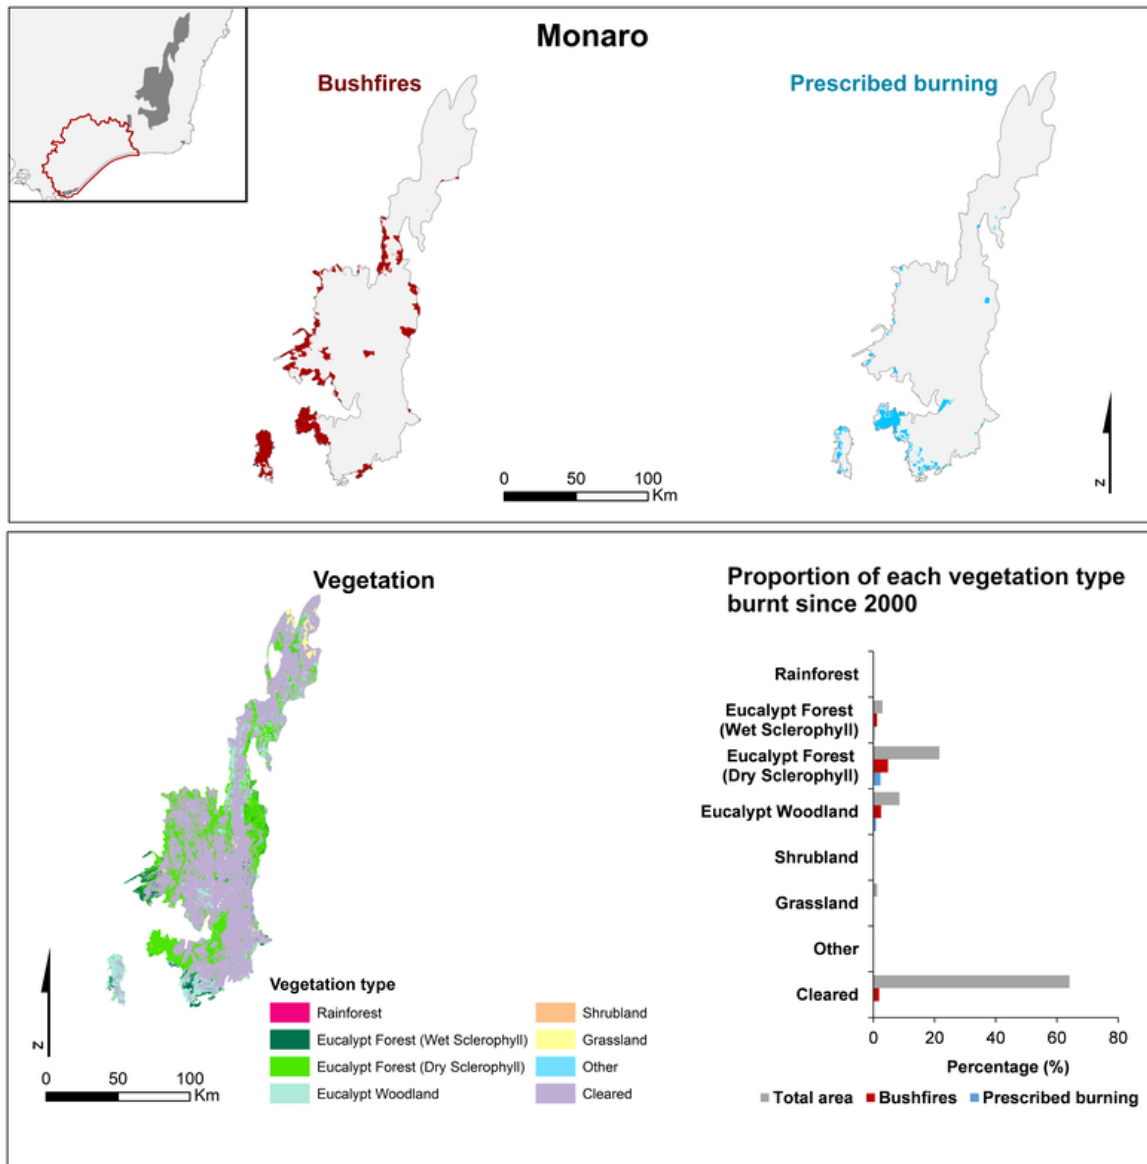 Monaro
Bushfires
Prescribed burning
0 50 100
Km
N
Vegetation
Proportion of each vegetation type
burnt since 2000
Rainforest
Eucalypt Forest
(Wet Sclerophyll)
Eucalypt Forest
(Dry Sclerophyll)
Eucalypt Woodland
Shrubland
Grassland
Other
Cleared
0 20 40 60 80
Percentage (%)
Total area Bushfires Prescribed burning
N
0 50 100
Km
Vegetation type
Rainforest
Eucalypt Forest (Wet Sclerophyll)
Eucalypt Forest (Dry Sclerophyll)
Eucalypt Woodland
Shrubland
Grassland
Other
Cleared